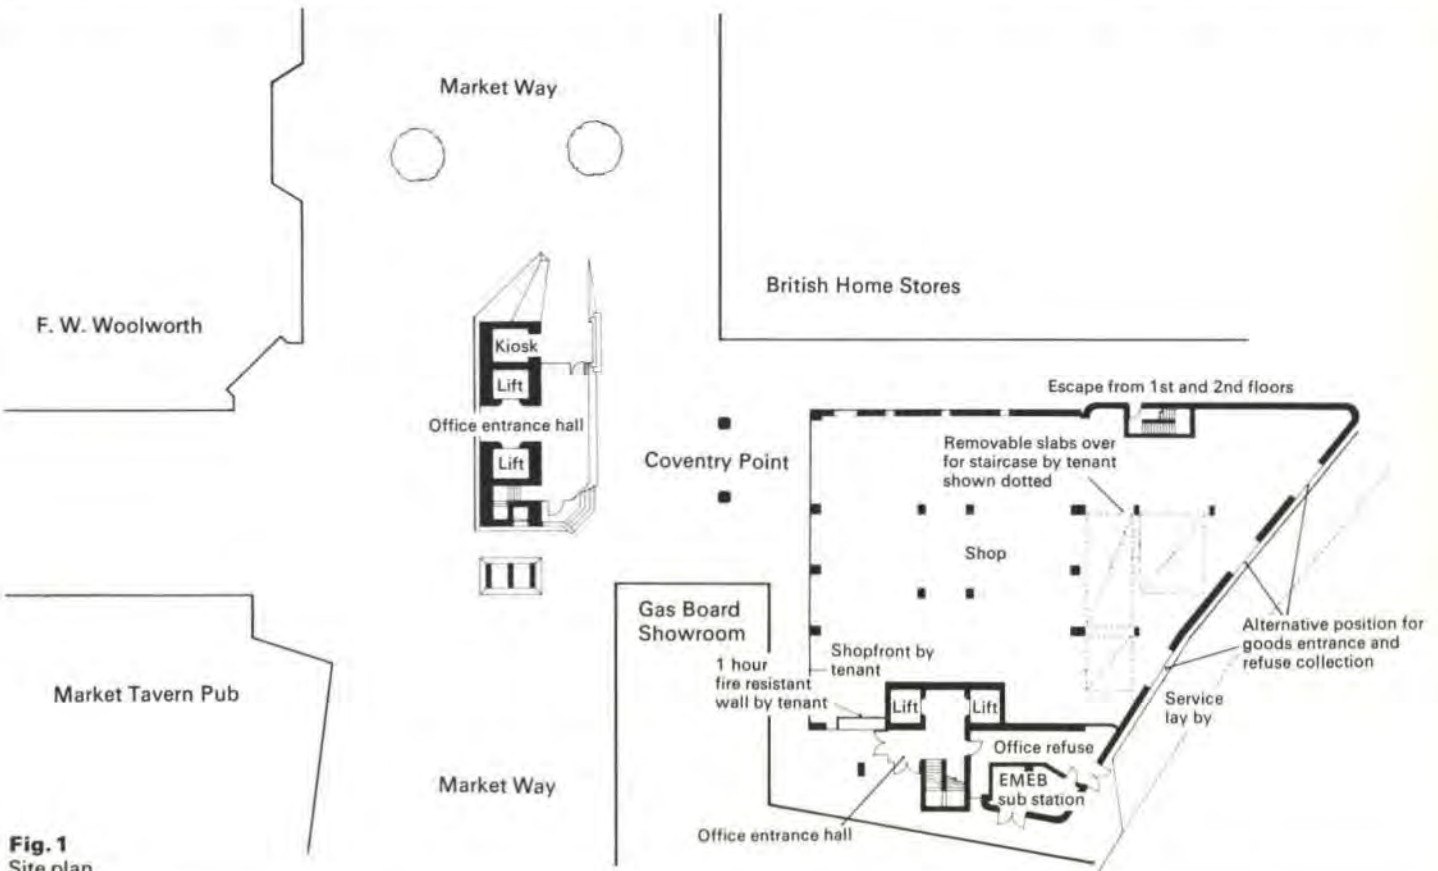 Market Way
British Home Stores
F. W. Woolworth
Kiosk
Lift
Office entrance hall
Lift
Coventry Point
Escape from 1st and 2nd floors
Removable slabs over
for staircase by tenant
shown dotted
Shop
Gas Board
Showroom
Alternative position for
goods entrance and
refuse collection
Shopfront by
tenant
1 hour
fire resistant
wall by tenant
Market Tavern Pub
Lift
Lift
Service
lay by
Office refuse
EMEB
sub station
Market Way
Office entrance hall
Fig. 1
Site plan